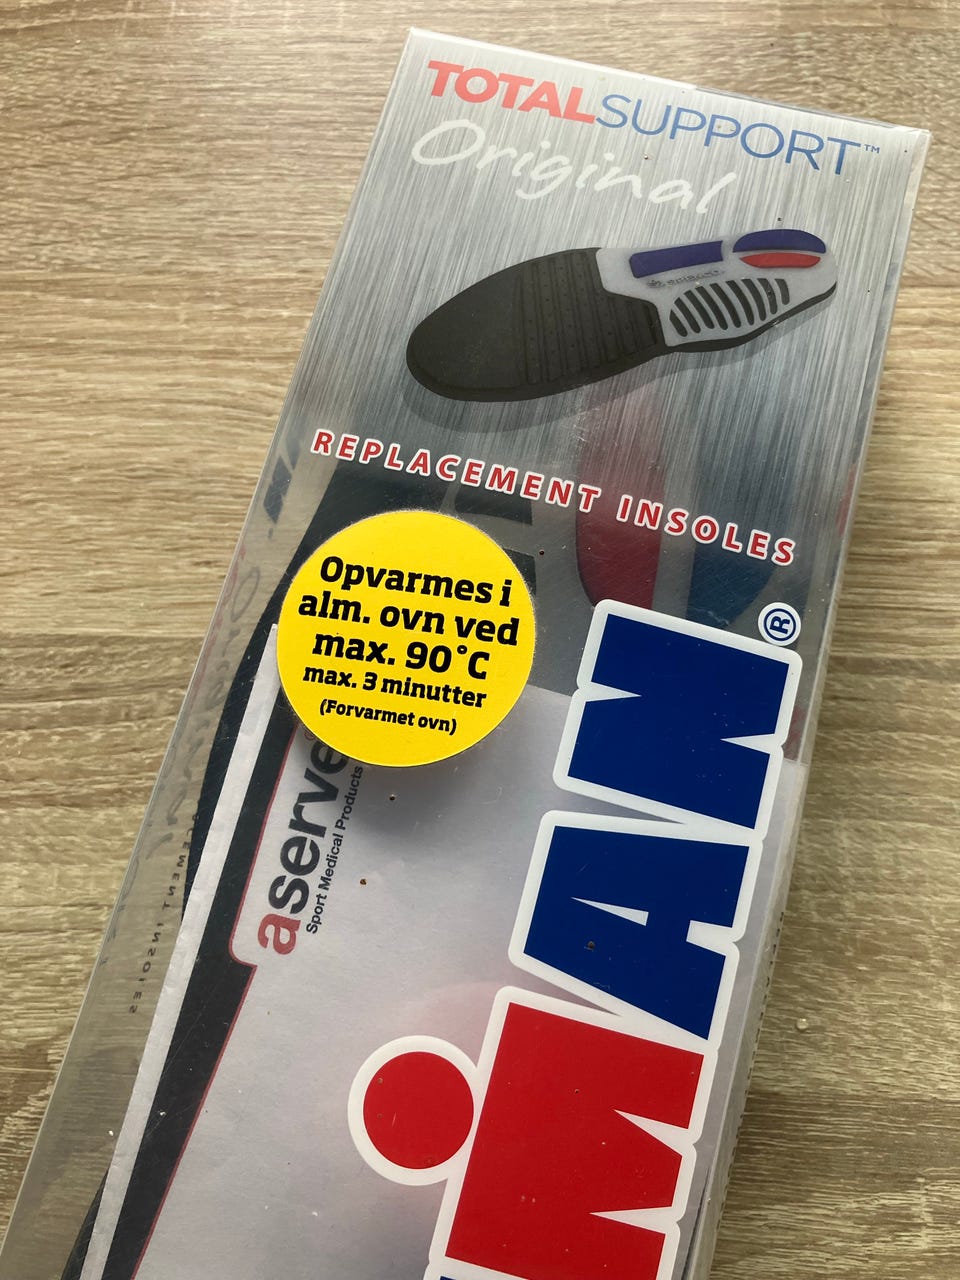 TOTALSUPPORT™
Original
REPLACEMENT INSOLES
Opvarmes i
alm. ovn ved
max. 90°C
max. 3 minutter
(Forvarmet ovn)
aserve
Sport Medical Products
MAN®